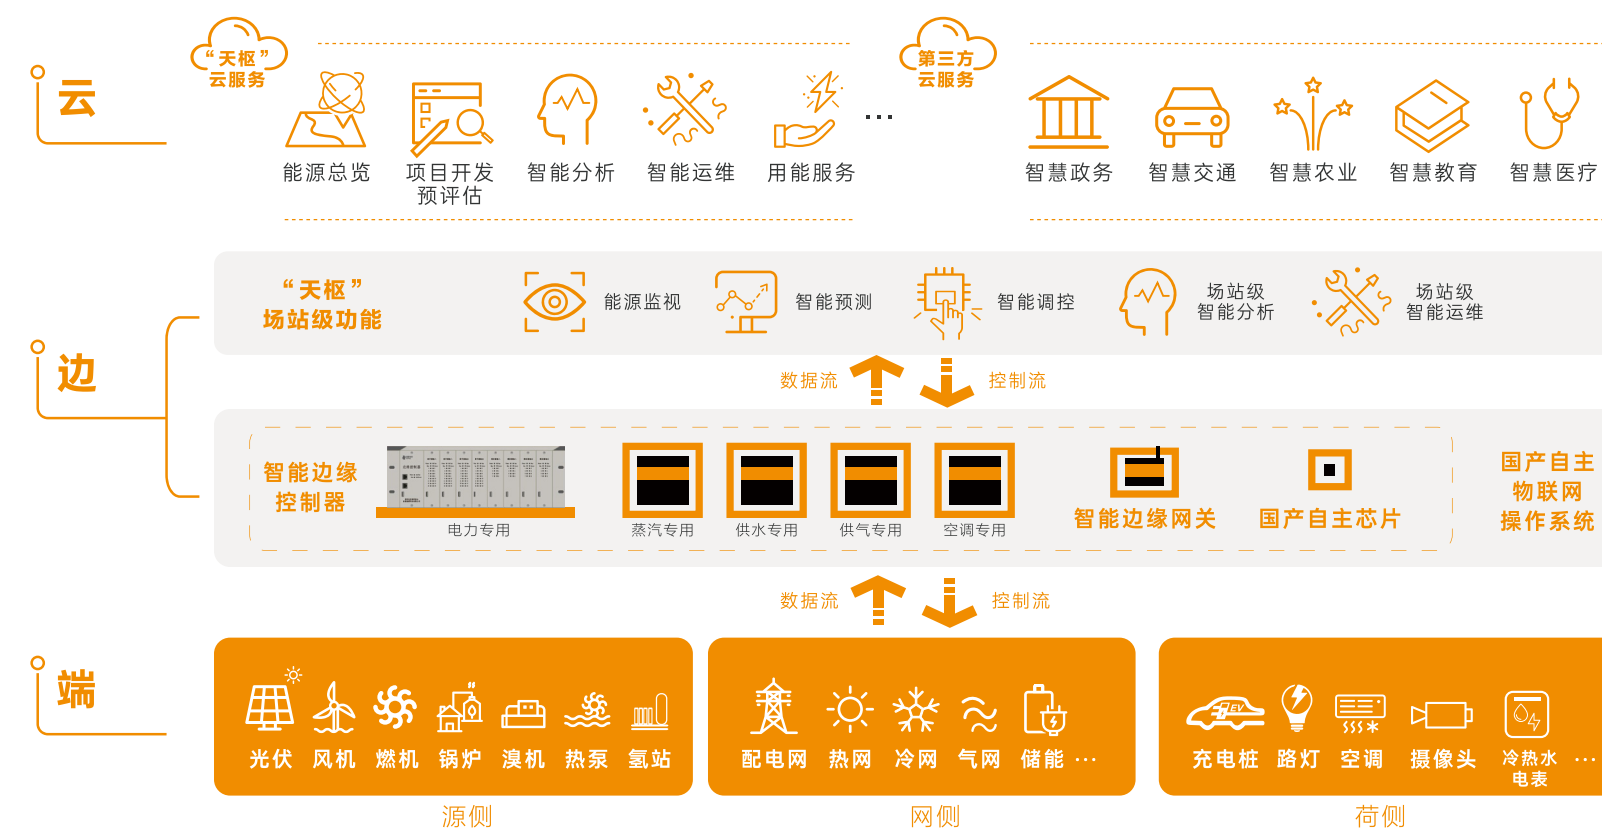 云
“天枢”
云服务
能源总览
项目开发
预评估
智能分析
智能运维
用能服务
...
第三方
云服务
智慧政务
智慧交通
智慧农业
智慧教育
智慧医疗
边
“天枢”
场站级功能
能源监视
智能预测
智能调控
场站级
智能分析
场站级
智能运维
数据流
控制流
智能边缘
控制器
电力专用
蒸汽专用
供水专用
供气专用
空调专用
智能边缘网关
国产自主芯片
国产自主
物联网
操作系统
数据流
控制流
端
光伏
风机
燃机
锅炉
溴机
热泵
氢站
源侧
配电网
热网
冷网
气网
储能
...
网侧
EV
充电桩
路灯
空调
摄像头
冷热水
电表
...
荷侧